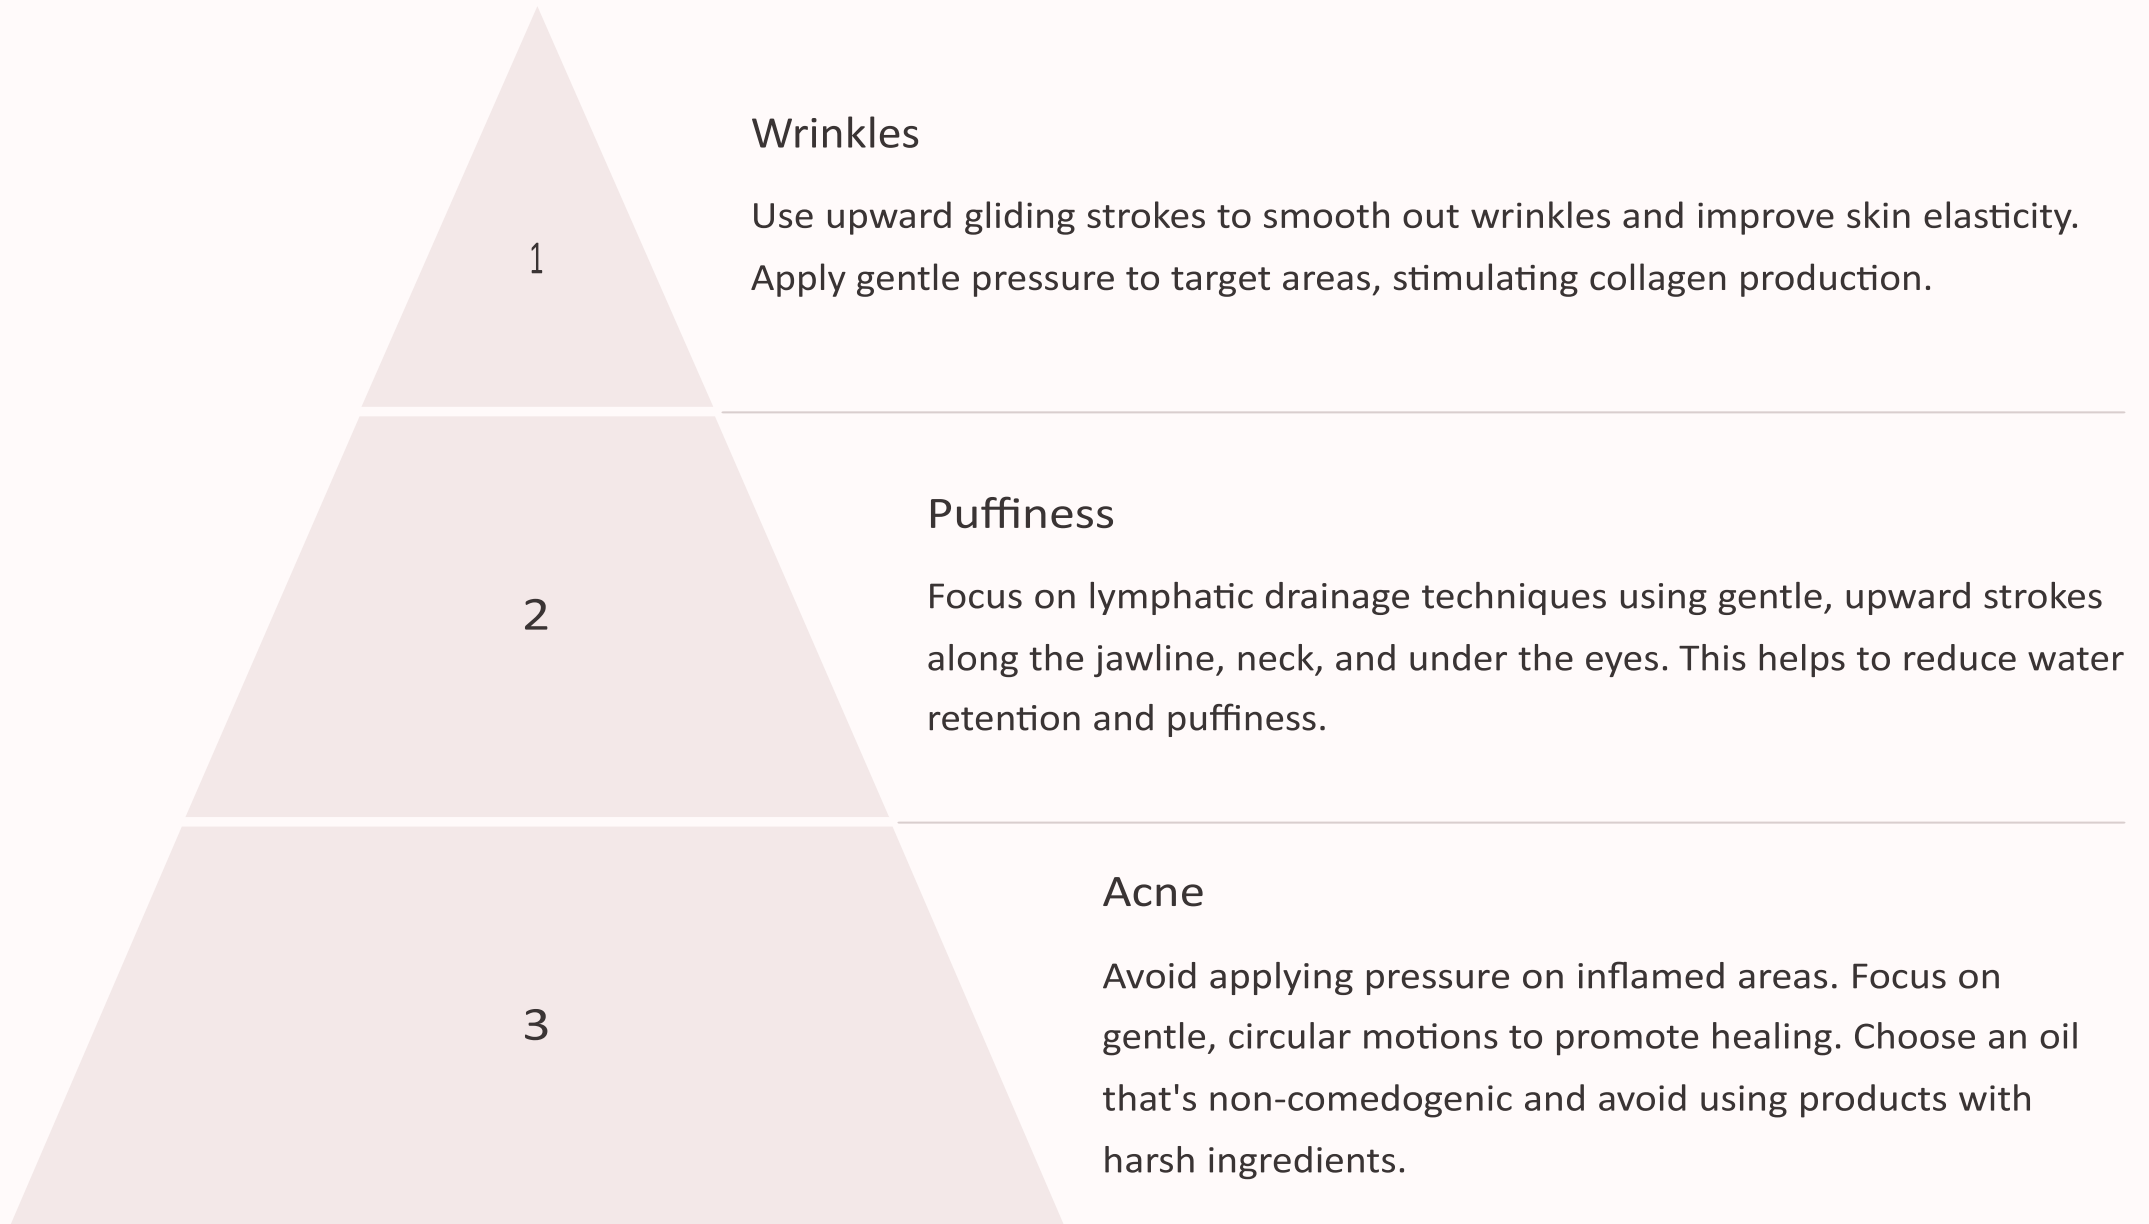 Wrinkles
Use upward gliding strokes to smooth out wrinkles and improve skin elasticity.
Apply gentle pressure to target areas, stimulating collagen production.
1
Puffiness
Focus on lymphatic drainage techniques using gentle, upward strokes
along the jawline, neck, and under the eyes. This helps to reduce water
retention and puffiness.
2
Acne
Avoid applying pressure on inflamed areas. Focus on
gentle, circular motions to promote healing. Choose an oil
that's non-comedogenic and avoid using products with
harsh ingredients.
3